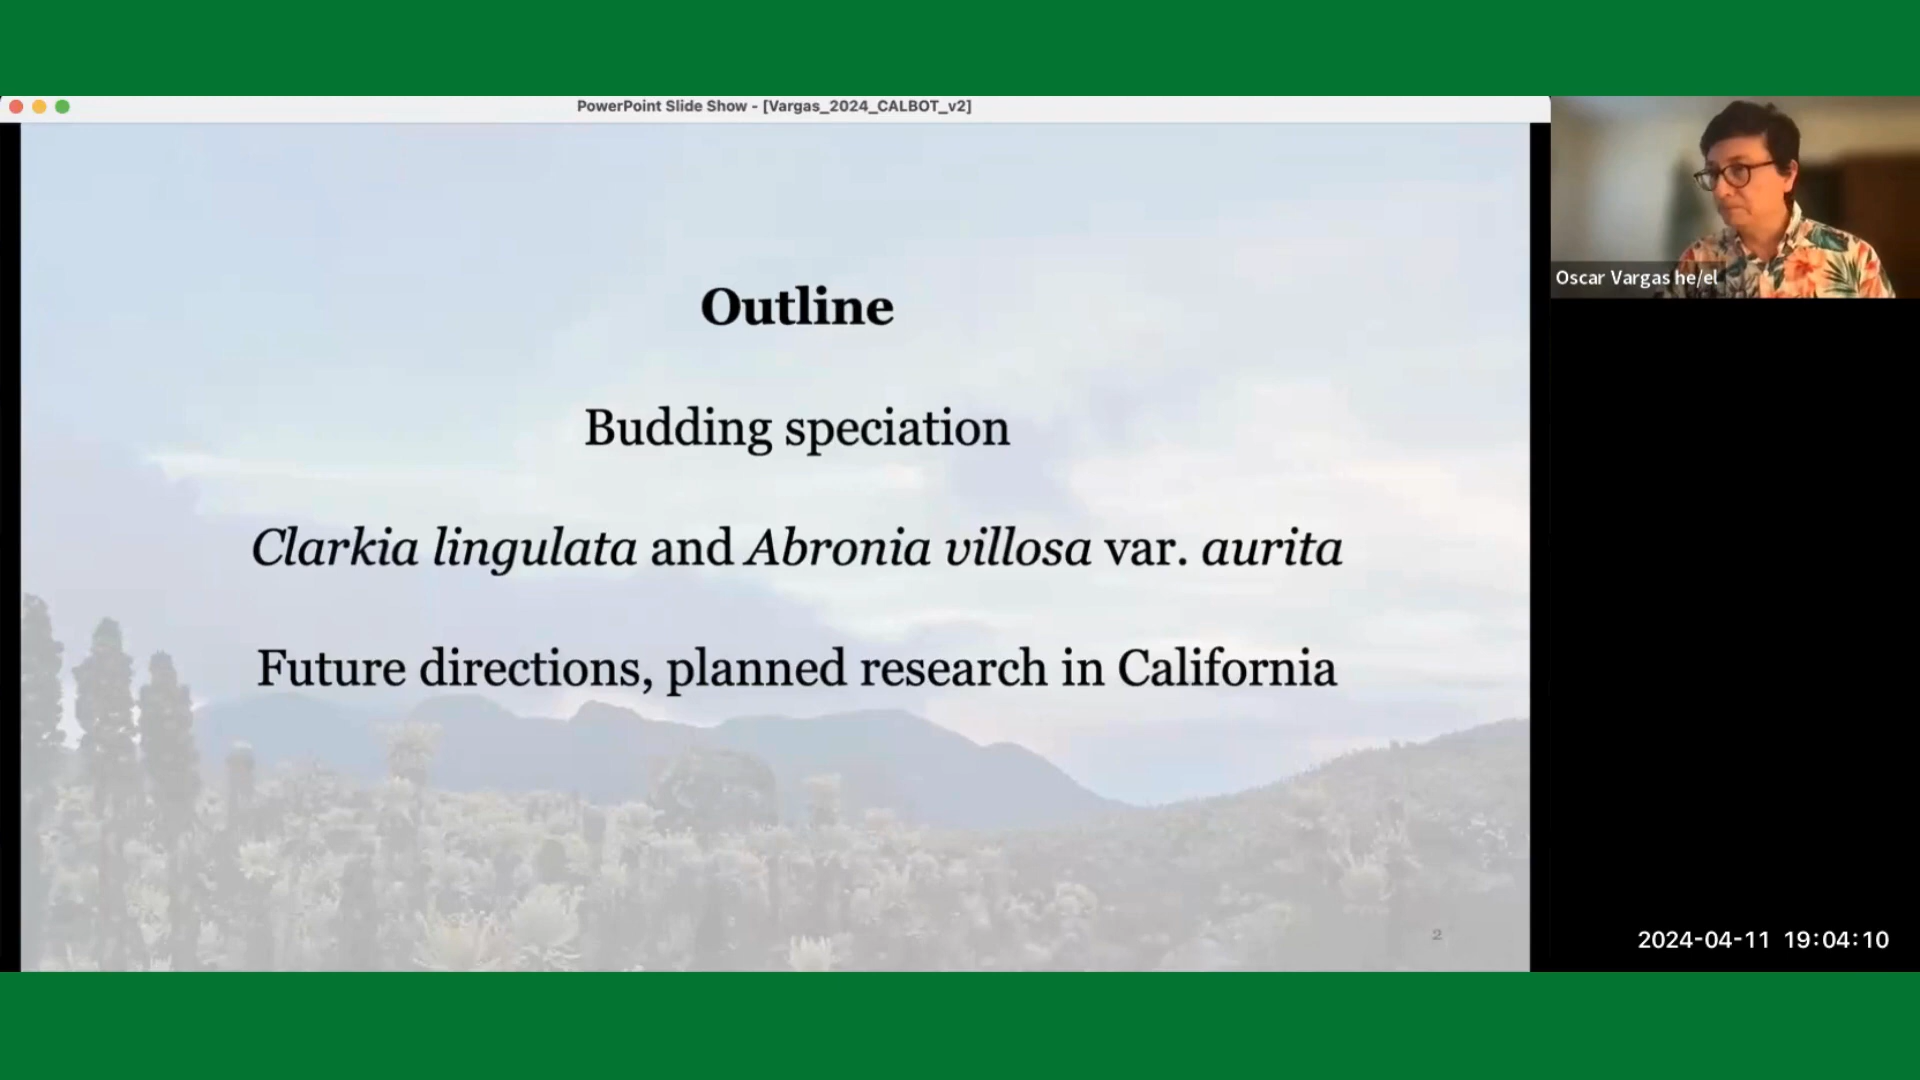 PowerPoint Slide Show - [Vargas_2024_CALBOT_v2]
Outline
Budding speciation
Clarkia lingulata and Abronia villosa var. aurita
Future directions, planned research in California
2
Oscar Vargas he/el
2024-04-11 19:04:10